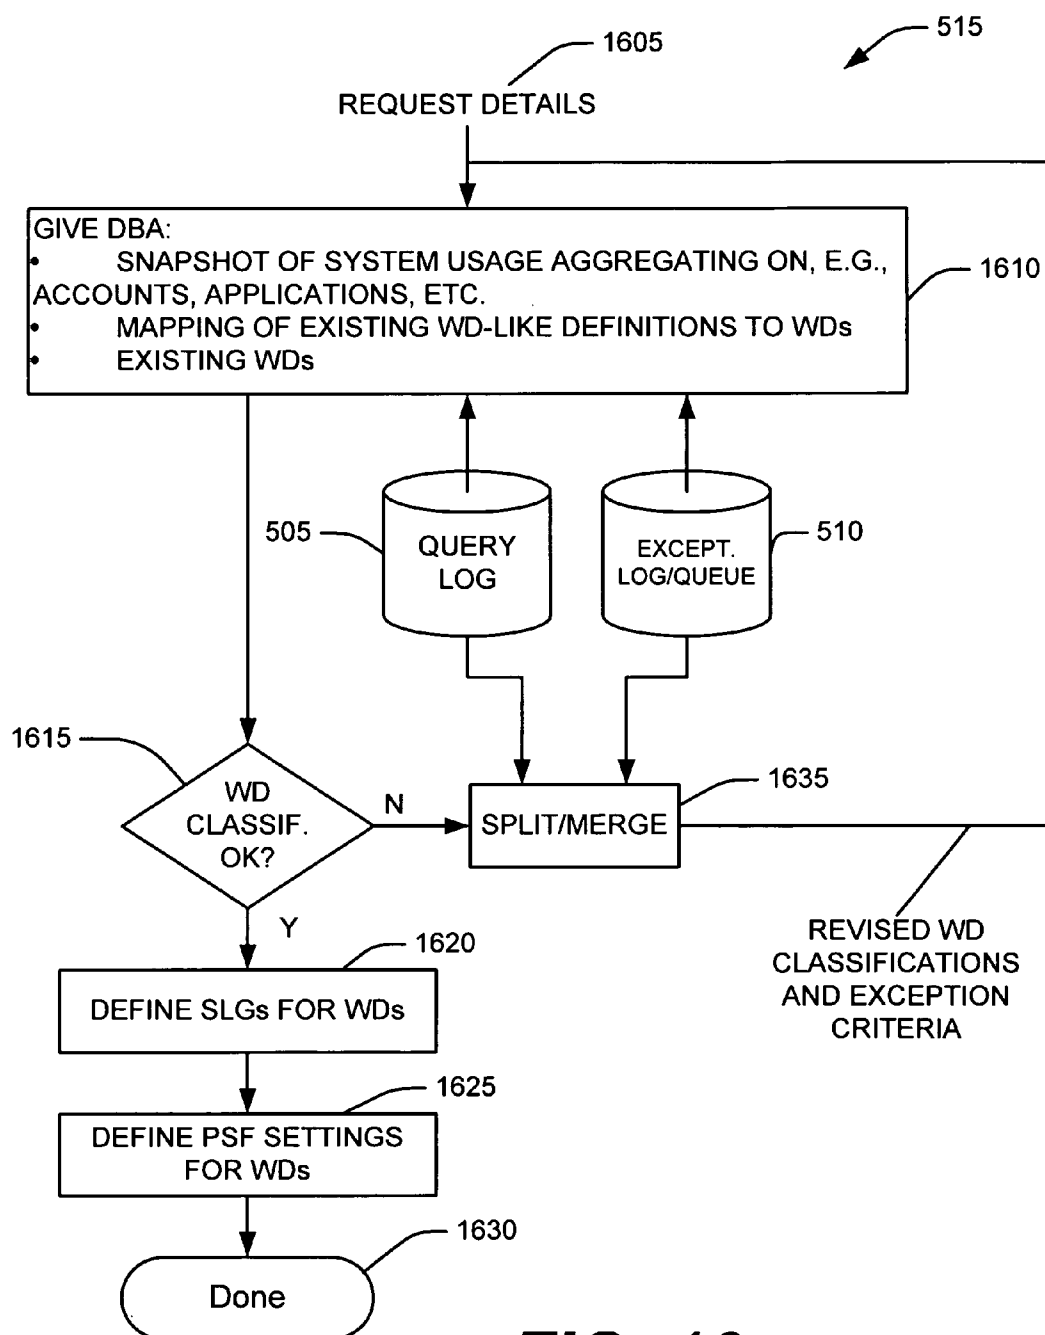 1605
515
REQUEST DETAILS
GIVE DBA:
• SNAPSHOT OF SYSTEM USAGE AGGREGATING ON, E.G.,
ACCOUNTS, APPLICATIONS, ETC.
• MAPPING OF EXISTING WD-LIKE DEFINITIONS TO WDs
• EXISTING WDs
1610
505
QUERY
LOG
EXCEPT.
LOG/QUEUE
510
1615
WD
CLASSIF.
OK?
N
SPLIT/MERGE
1635
Y
REVISED WD
CLASSIFICATIONS
AND EXCEPTION
CRITERIA
1620
DEFINE SLGs FOR WDs
1625
DEFINE PSF SETTINGS
FOR WDs
1630
Done